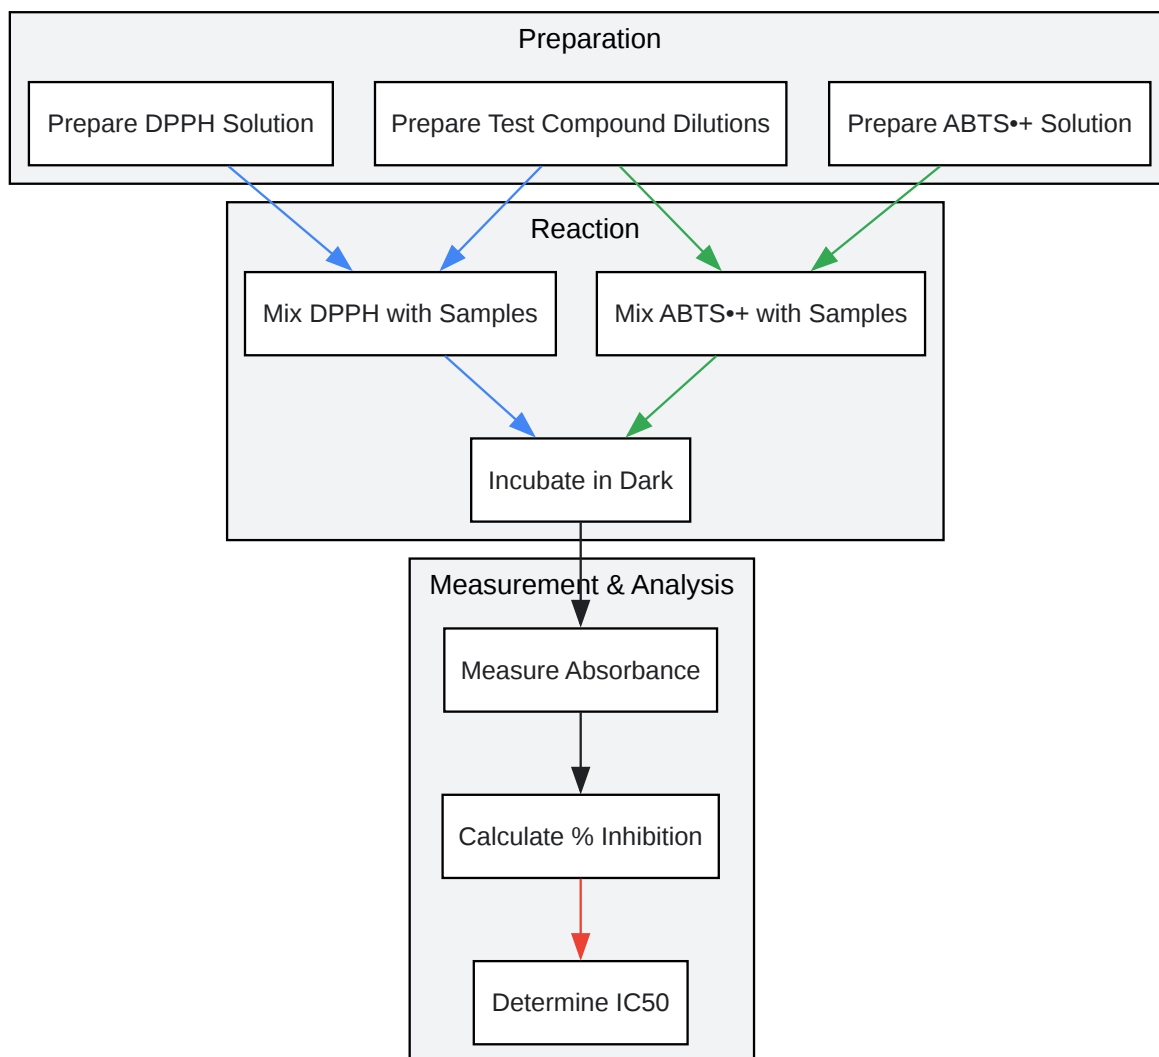 Preparation
Prepare DPPH Solution
Prepare Test Compound Dilutions
Prepare ABTS•+ Solution
Reaction
Mix DPPH with Samples
Mix ABTS•+ with Samples
Incubate in Dark
Measurement & Analysis
Measure Absorbance
Calculate % Inhibition
Determine IC50